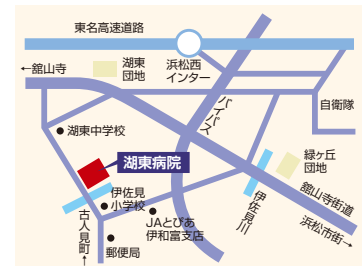 東名高速道路
←舘山寺
湖東
団地
浜松西
インター
自衛隊
バイパス
湖東中学校
湖東病院
緑ヶ丘
団地
伊佐見
小学校
伊佐見川
舘山寺街道
浜松市街→
JAとぴあ
伊和富支店
古人見町→
郵便局